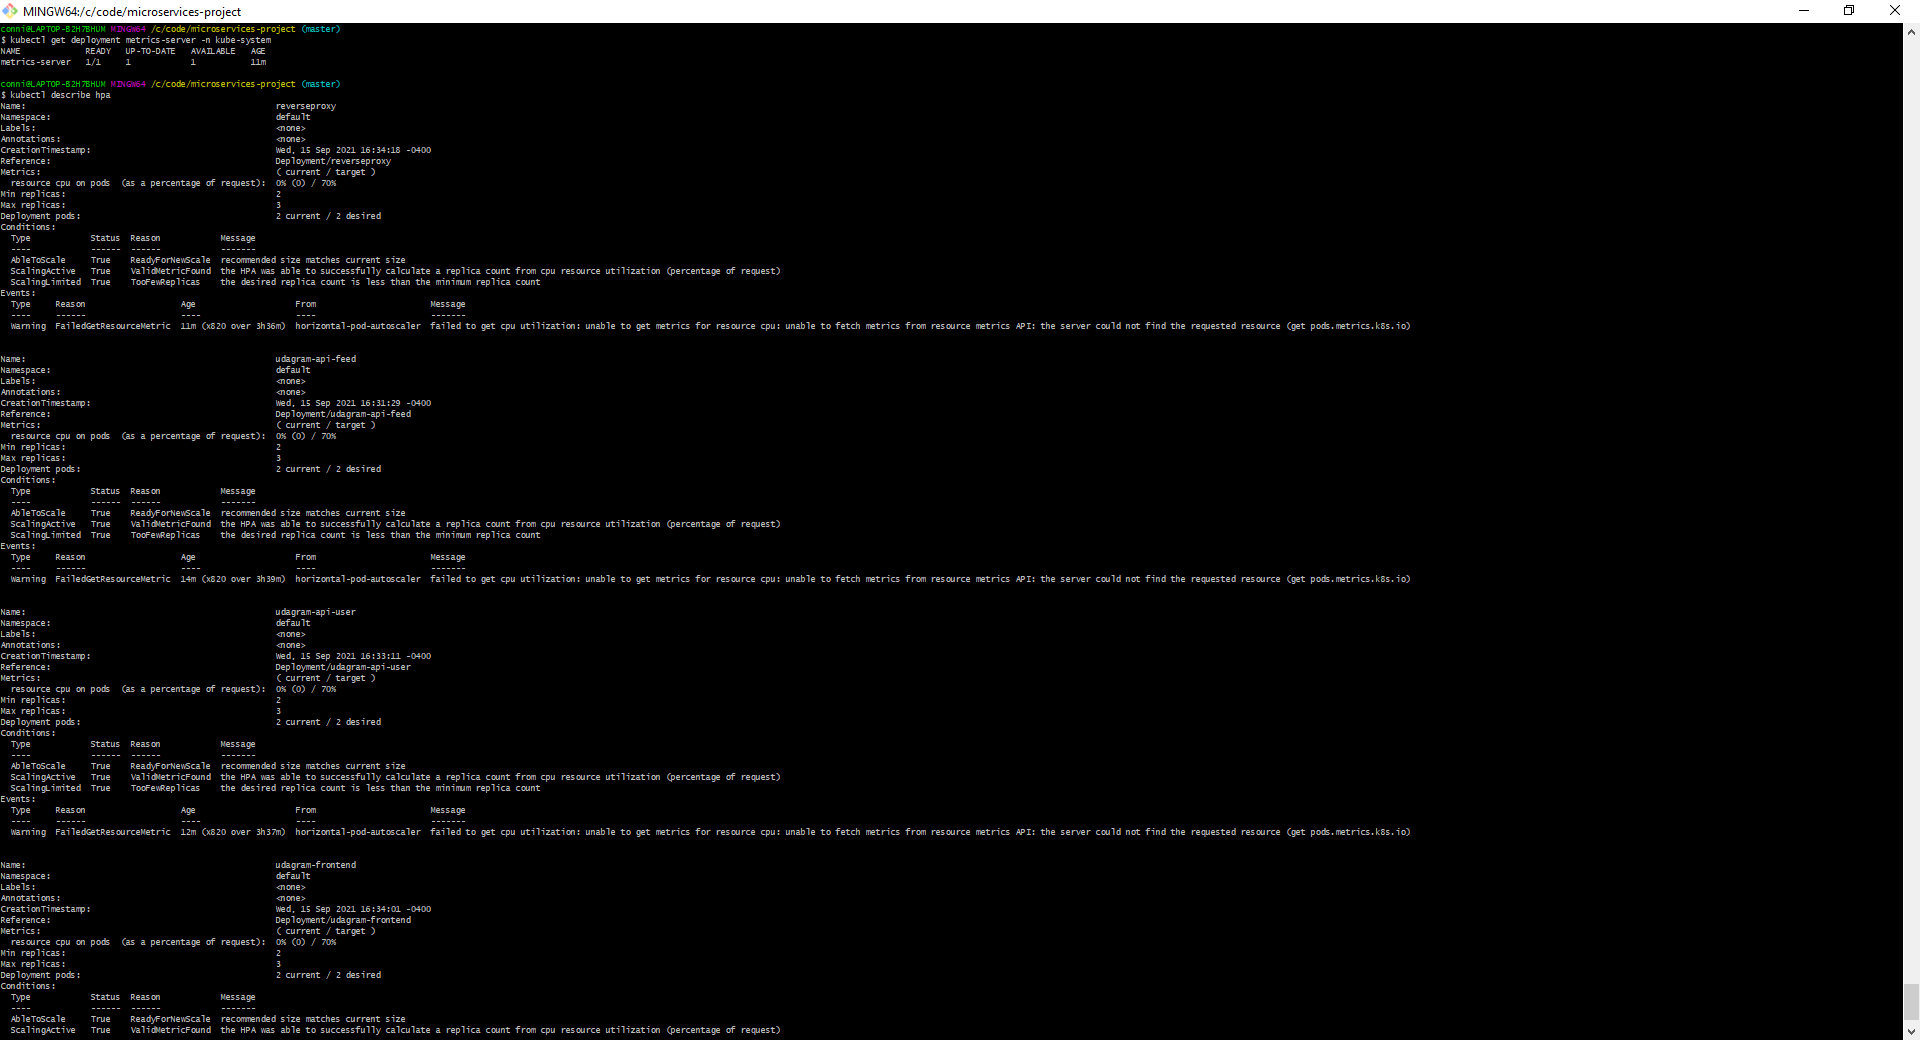 MINGW64:/c/code/microservices-project
conni@LAPTOP-B2H7BHUM MINGW64 /c/code/microservices-project (master)
$ kubectl get deployment metrics-server -n kube-system
NAME             READY   UP-TO-DATE   AVAILABLE   AGE
metrics-server   1/1     1            1           11m
conni@LAPTOP-B2H7BHUM MINGW64 /c/code/microservices-project (master)
$ kubectl describe hpa
Name: reverseproxy
Namespace: default
Labels: <none>
Annotations: <none>
CreationTimestamp: Wed, 15 Sep 2021 16:34:18 -0400
Reference: Deployment/reverseproxy
Metrics: ( current / target )
resource cpu on pods (as a percentage of request): 0% (0) / 70%
Min replicas: 2
Max replicas: 3
Deployment pods: 2 current / 2 desired
Conditions:
Type Status Reason Message
---- ------ ------ -------
AbleToScale True ReadyForNewScale recommended size matches current size
ScalingActive True ValidMetricFound the HPA was able to successfully calculate a replica count from cpu resource utilization (percentage of request)
ScalingLimited True TooFewReplicas the desired replica count is less than the minimum replica count
Events:
Type Reason Age From Message
---- ------ ---- ---- -------
Warning FailedGetResourceMetric 11m (x820 over 3h36m) horizontal-pod-autoscaler failed to get cpu utilization: unable to get metrics for resource cpu: unable to fetch metrics from resource metrics API: the server could not find the requested resource (get pods.metrics.k8s.io)
Name: udagram-api-feed
Namespace: default
Labels: <none>
Annotations: <none>
CreationTimestamp: Wed, 15 Sep 2021 16:31:29 -0400
Reference: Deployment/udagram-api-feed
Metrics: ( current / target )
resource cpu on pods (as a percentage of request): 0% (0) / 70%
Min replicas: 2
Max replicas: 3
Deployment pods: 2 current / 2 desired
Conditions:
Type Status Reason Message
---- ------ ------ -------
AbleToScale True ReadyForNewScale recommended size matches current size
ScalingActive True ValidMetricFound the HPA was able to successfully calculate a replica count from cpu resource utilization (percentage of request)
ScalingLimited True TooFewReplicas the desired replica count is less than the minimum replica count
Events:
Type Reason Age From Message
---- ------ ---- ---- -------
Warning FailedGetResourceMetric 14m (x820 over 3h39m) horizontal-pod-autoscaler failed to get cpu utilization: unable to get metrics for resource cpu: unable to fetch metrics from resource metrics API: the server could not find the requested resource (get pods.metrics.k8s.io)
Name: udagram-api-user
Namespace: default
Labels: <none>
Annotations: <none>
CreationTimestamp: Wed, 15 Sep 2021 16:33:11 -0400
Reference: Deployment/udagram-api-user
Metrics: ( current / target )
resource cpu on pods (as a percentage of request): 0% (0) / 70%
Min replicas: 2
Max replicas: 3
Deployment pods: 2 current / 2 desired
Conditions:
Type Status Reason Message
---- ------ ------ -------
AbleToScale True ReadyForNewScale recommended size matches current size
ScalingActive True ValidMetricFound the HPA was able to successfully calculate a replica count from cpu resource utilization (percentage of request)
ScalingLimited True TooFewReplicas the desired replica count is less than the minimum replica count
Events:
Type Reason Age From Message
---- ------ ---- ---- -------
Warning FailedGetResourceMetric 12m (x820 over 3h37m) horizontal-pod-autoscaler failed to get cpu utilization: unable to get metrics for resource cpu: unable to fetch metrics from resource metrics API: the server could not find the requested resource (get pods.metrics.k8s.io)
Name: udagram-frontend
Namespace: default
Labels: <none>
Annotations: <none>
CreationTimestamp: Wed, 15 Sep 2021 16:34:01 -0400
Reference: Deployment/udagram-frontend
Metrics: ( current / target )
resource cpu on pods (as a percentage of request): 0% (0) / 70%
Min replicas: 2
Max replicas: 3
Deployment pods: 2 current / 2 desired
Conditions:
Type Status Reason Message
---- ------ ------ -------
AbleToScale True ReadyForNewScale recommended size matches current size
ScalingActive True ValidMetricFound the HPA was able to successfully calculate a replica count from cpu resource utilization (percentage of request)